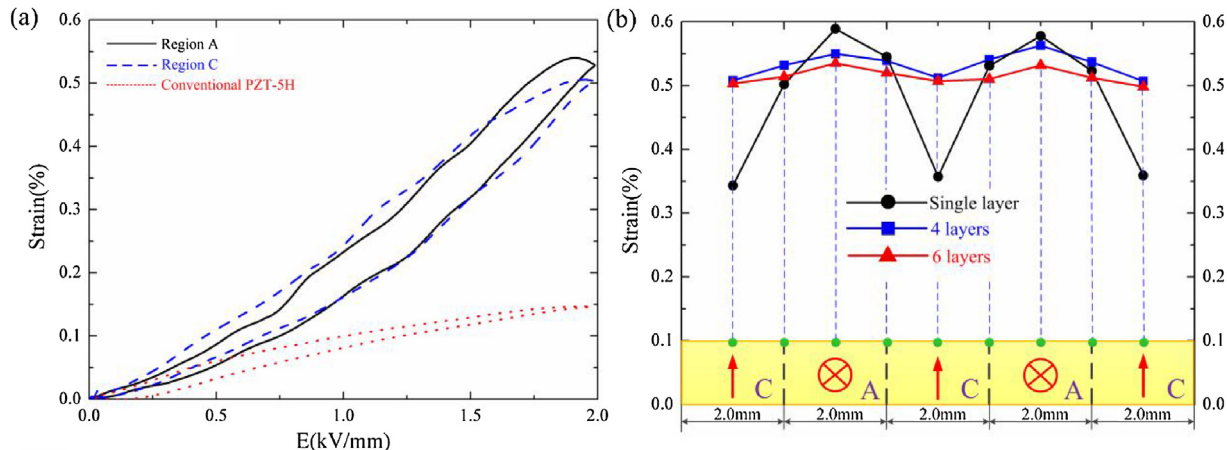 (a)
0.6
0.5
0.4
0.3
0.2
0.1
0.0
Strain(%)
Region A
Region C
Conventional PZT-5H
0.0
0.5
1.0
1.5
2.0
E(kV/mm)
(b)
0.6
0.5
0.4
0.3
0.2
0.1
0.0
Strain(%)
0.6
0.5
0.4
0.3
0.2
0.1
0.0
Single layer
4 layers
6 layers
C
A
C
A
C
2.0mm
2.0mm
2.0mm
2.0mm
2.0mm